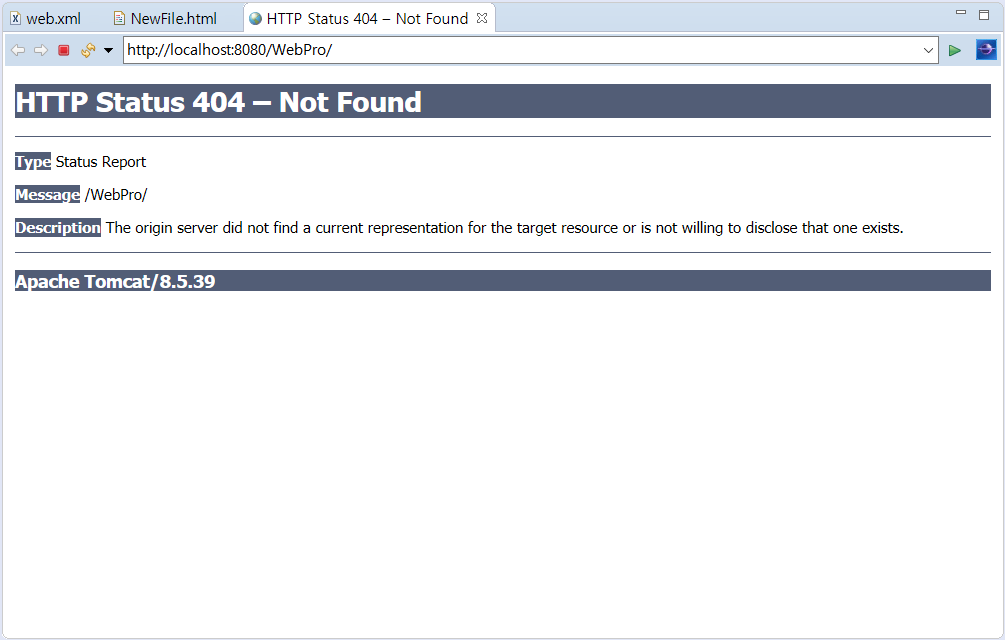 web.xml NewFile.html HTTP Status 404 – Not Found
http://localhost:8080/WebPro/
HTTP Status 404 – Not Found
Type Status Report
Message /WebPro/
Description The origin server did not find a current representation for the target resource or is not willing to disclose that one exists.
Apache Tomcat/8.5.39